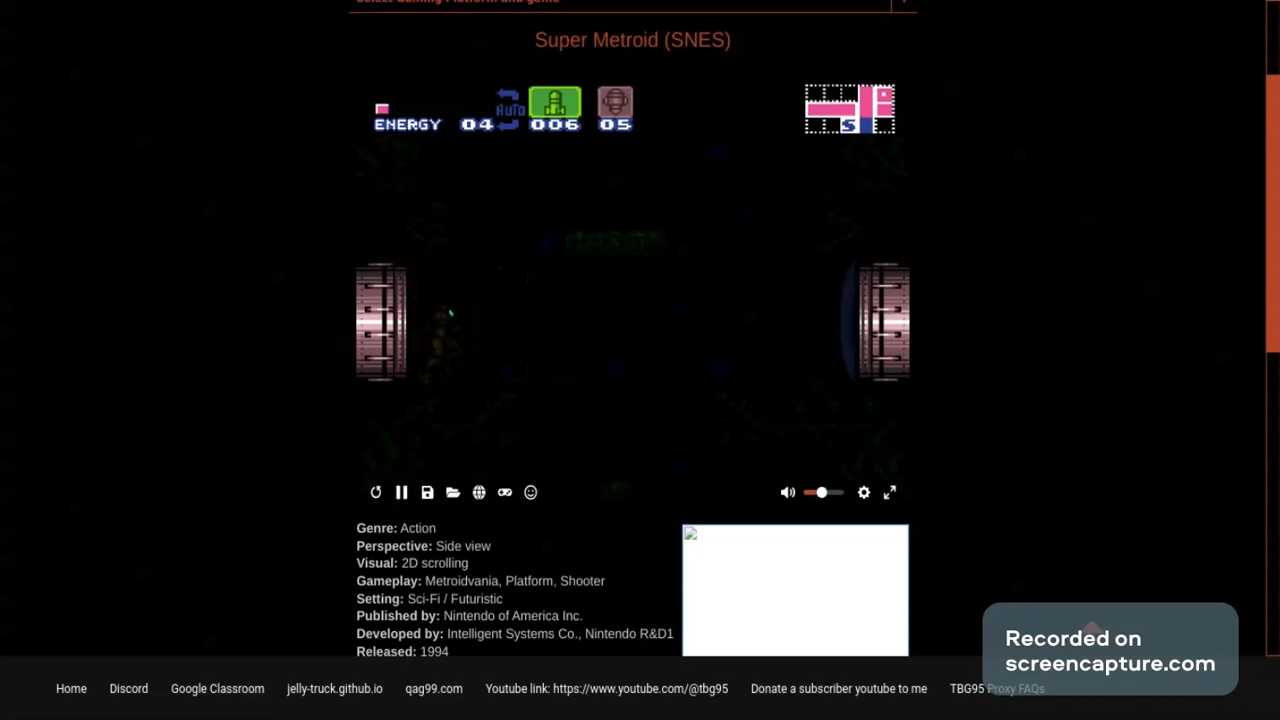 Super Metroid (SNES)
AUTO
ENERGY 04 006 05
S
Genre: Action
Perspective: Side view
Visual: 2D scrolling
Gameplay: Metroidvania, Platform, Shooter
Setting: Sci-Fi / Futuristic
Published by: Nintendo of America Inc.
Developed by: Intelligent Systems Co., Nintendo R&D1
Released: 1994
Recorded on
screencapture.com
Home Discord Google Classroom jelly-truck.github.io qag99.com Youtube link: https://www.youtube.com/@tbg95 Donate a subscriber youtube to me TBG95 Proxy FAQs